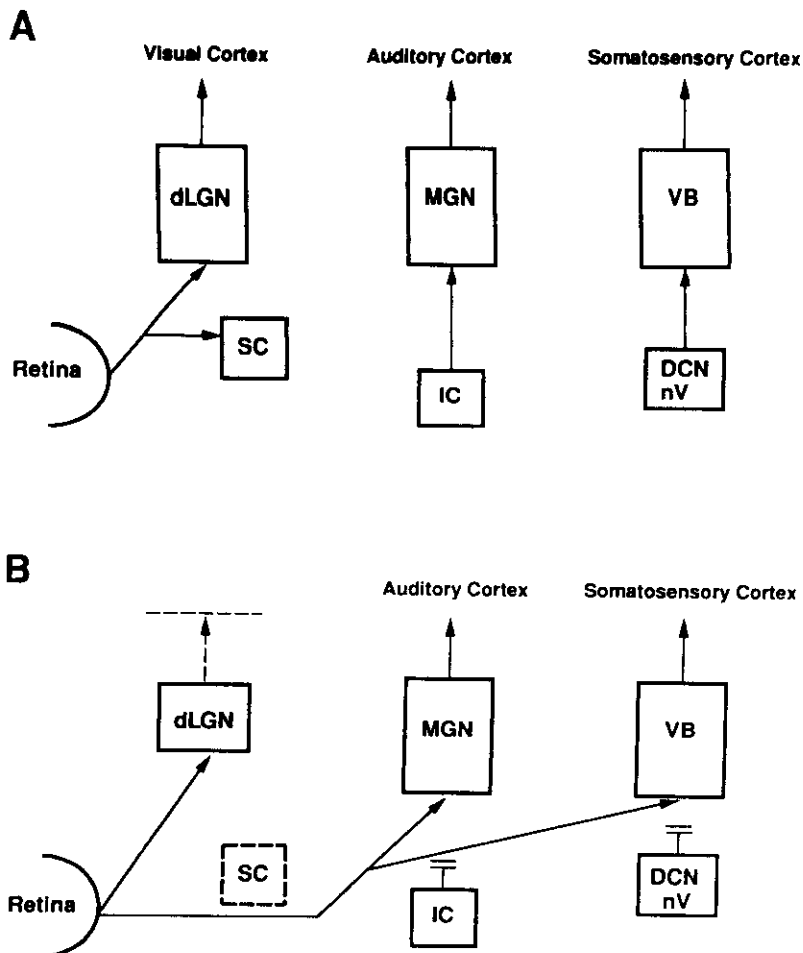 A
Visual Cortex
Auditory Cortex
Somatosensory Cortex
dLGN
MGN
VB
Retina
SC
IC
DCN
nV
B
Auditory Cortex
Somatosensory Cortex
dLGN
MGN
VB
Retina
SC
IC
DCN
nV